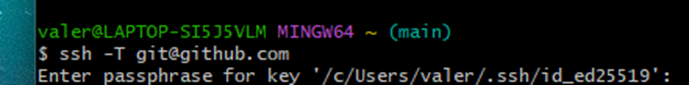 valer@LAPTOP-SI5J5VLM MINGW64 ~ (main)
$ ssh -T git@github.com
Enter passphrase for key '/c/Users/valer/.ssh/id_ed25519':